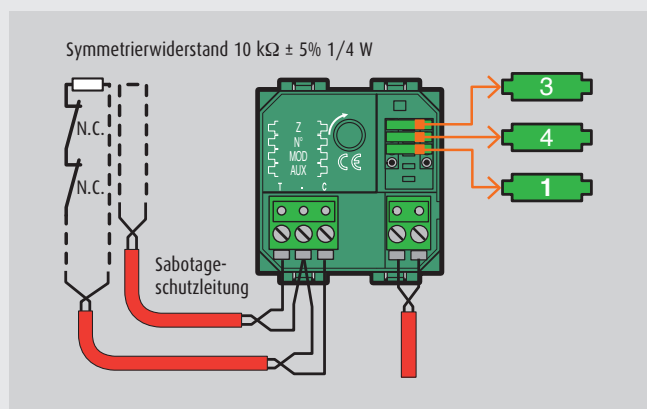 Symmetrierwiderstand 10 kΩ ± 5% 1/4 W
N.C.
N.C.
Z
N°
MOD
AUX
CE
T . C
Sabotage-
schutzleitung
3
4
1